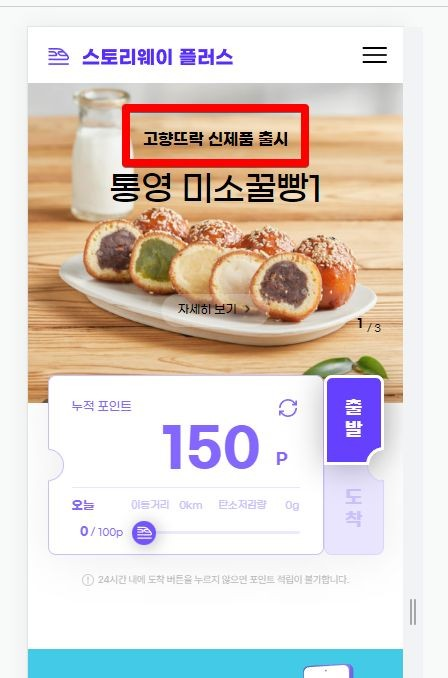 스토리웨이 플러스
고향뜨락 신제품 출시
통영 미소꿀빵1
자세히 보기 >
1 / 3
누적 포인트
150 P
출발
오늘 이동거리 0km 탄소저감량 0g
0 / 100p
도착
24시간 내에 도착 버튼을 누르지 않으면 포인트 적립이 불가합니다.